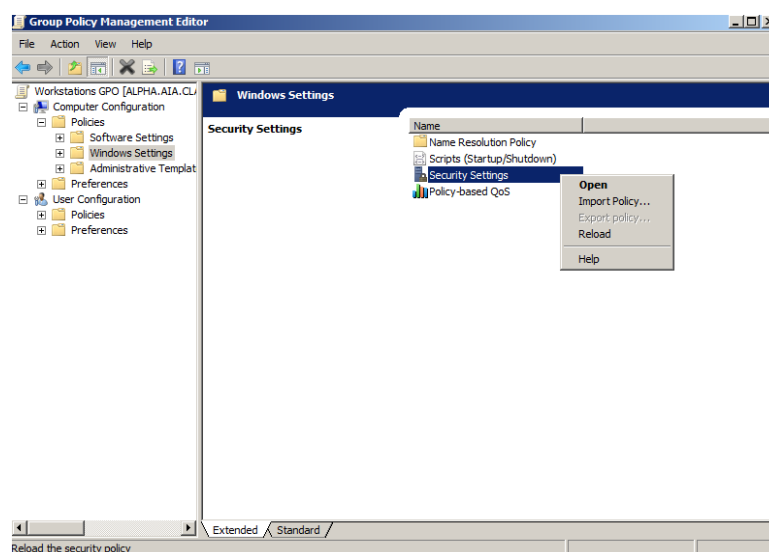 Group Policy Management Editor
File Action View Help
Workstations GPO [ALPHA.AIA.CL
Computer Configuration
Policies
Software Settings
Windows Settings
Administrative Templat
Preferences
User Configuration
Policies
Preferences
Windows Settings
Security Settings
Name
Name Resolution Policy
Scripts (Startup/Shutdown)
Security Settings
Policy-based QoS
Open
Import Policy...
Export policy...
Reload
Help
Extended Standard
Reload the security policy